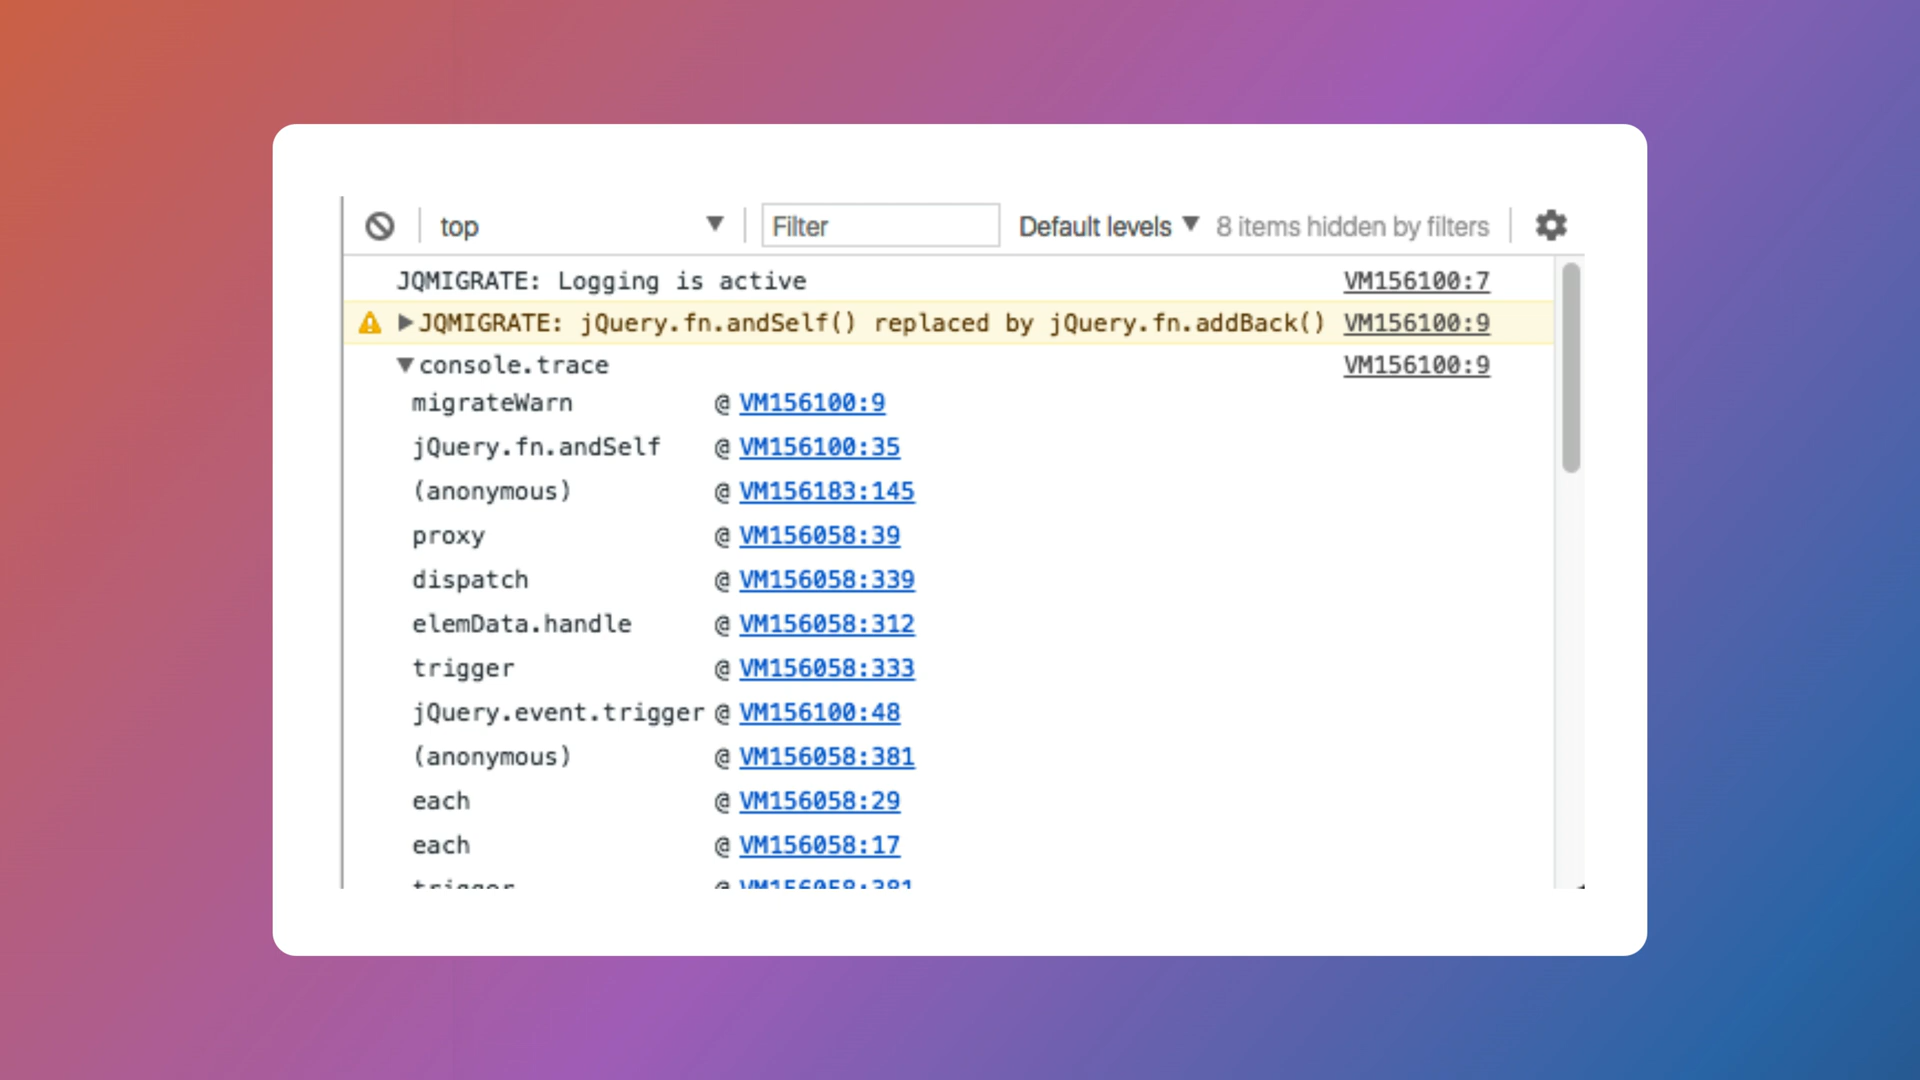 top Filter Default levels 8 items hidden by filters
JQMIGRATE: Logging is active VM156100:7
JQMIGRATE: jQuery.fn.andSelf() replaced by jQuery.fn.addBack() VM156100:9
console.trace VM156100:9
migrateWarn @ VM156100:9
jQuery.fn.andSelf @ VM156100:35
(anonymous) @ VM156183:145
proxy @ VM156058:39
dispatch @ VM156058:339
elemData.handle @ VM156058:312
trigger @ VM156058:333
jQuery.event.trigger @ VM156100:48
(anonymous) @ VM156058:381
each @ VM156058:29
each @ VM156058:17
trigger @ VM156058:381